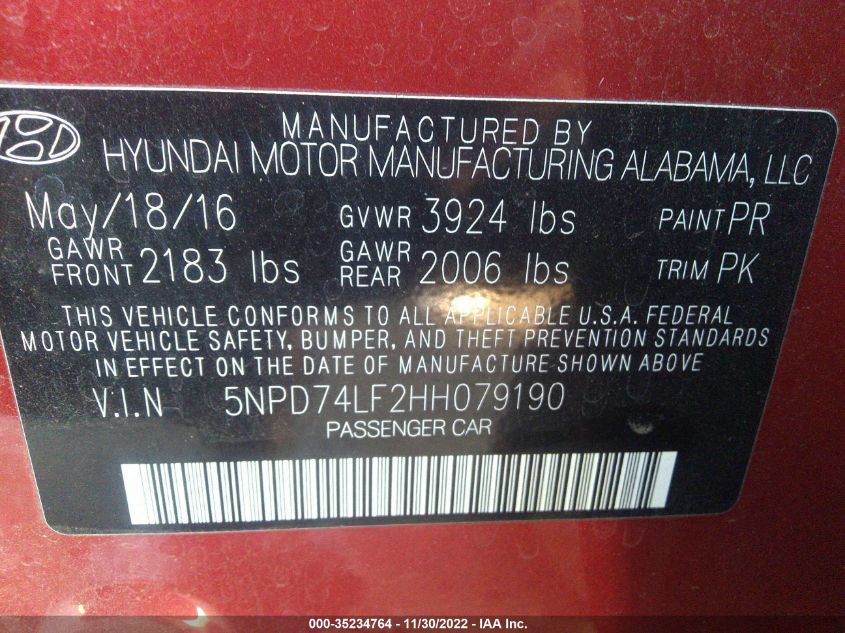 MANUFACTURED BY
HYUNDAI MOTOR MANUFACTURING ALABAMA, LLC
May/18/16 GVWR 3924 lbs PAINT PR
GAWR FRONT 2183 lbs GAWR REAR 2006 lbs TRIM PK
THIS VEHICLE CONFORMS TO ALL APPLICABLE U.S.A. FEDERAL
MOTOR VEHICLE SAFETY, BUMPER, AND THEFT PREVENTION STANDARDS
IN EFFECT ON THE DATE OF MANUFACTURE SHOWN ABOVE
V.I.N 5NPD74LF2HH079190
PASSENGER CAR
000-35234764 - 11/30/2022 - IAA Inc.